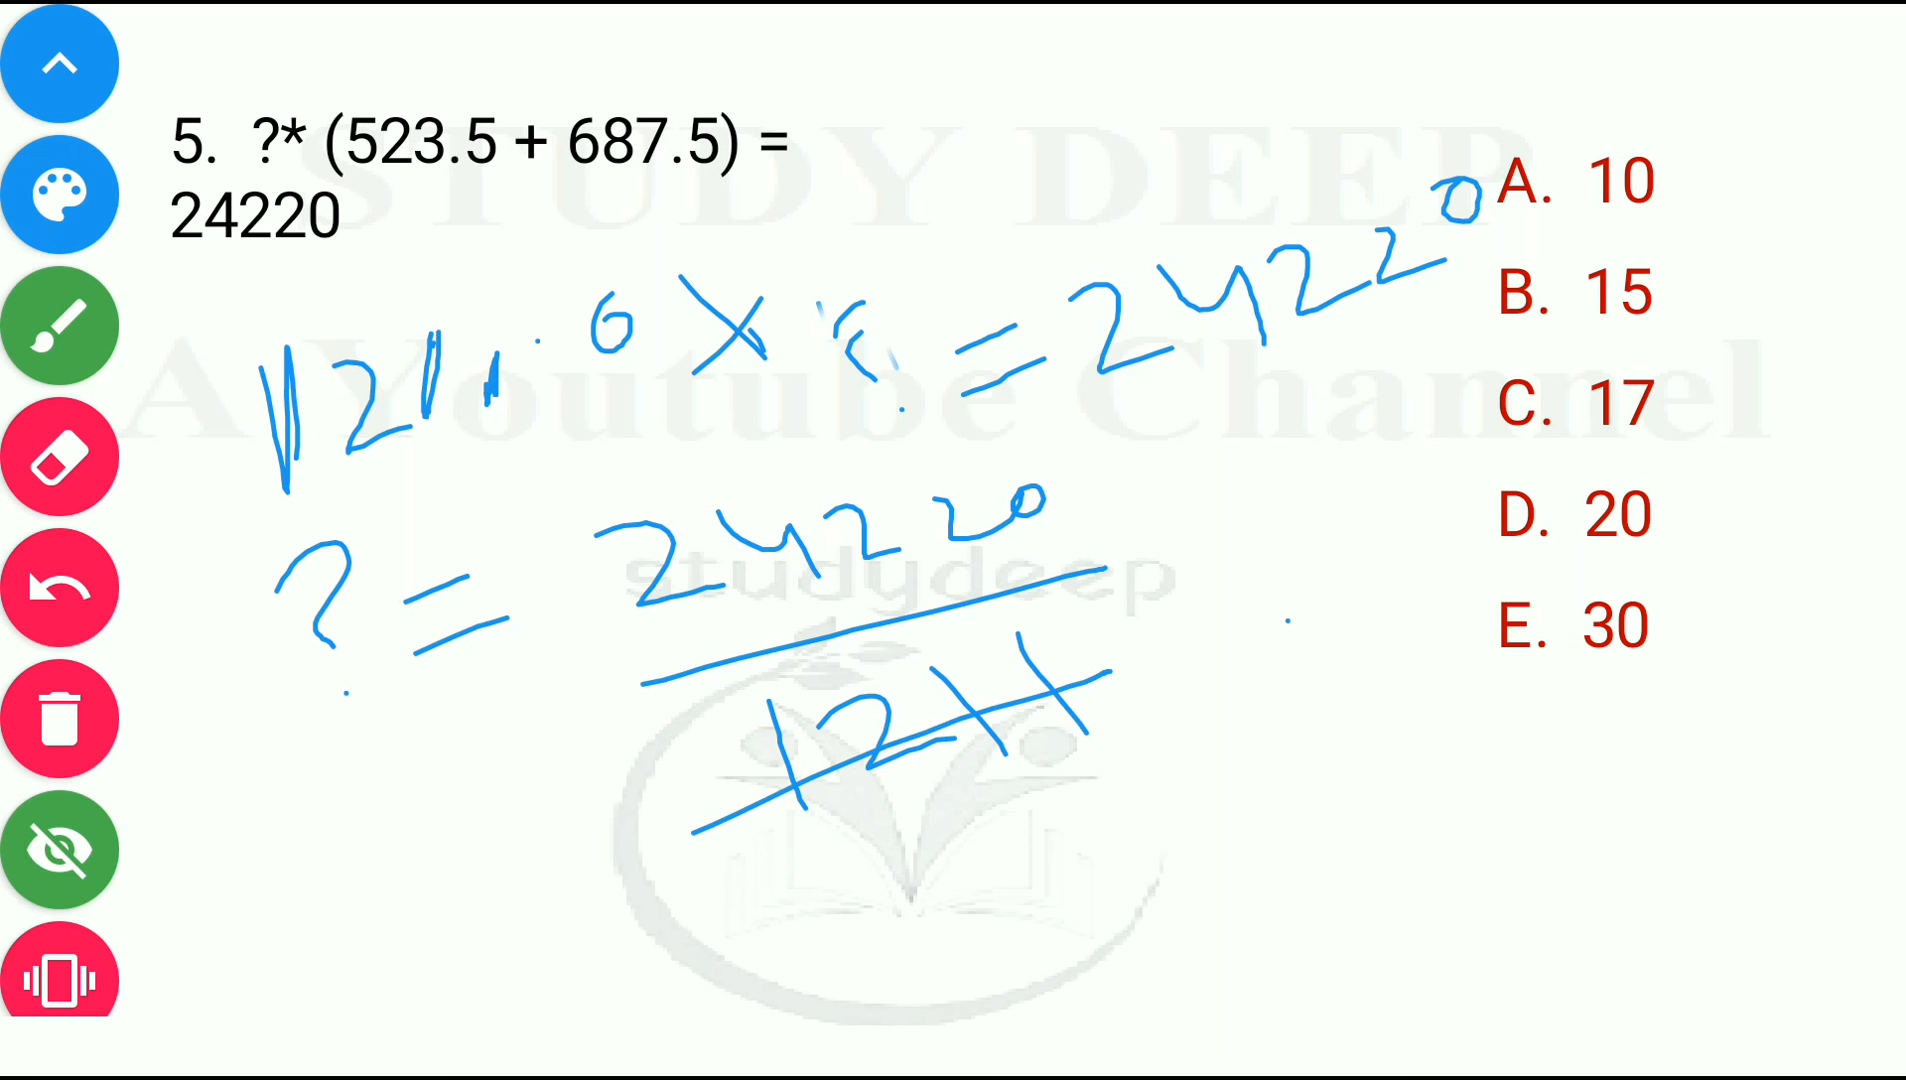 5. ?* (523.5 + 687.5) =
24220
A. 10
B. 15
C. 17
D. 20
E. 30
STUDY DEEP
A Youtube Channel
studydeep
1211.0 × ? = 24220
? = 24220
1211